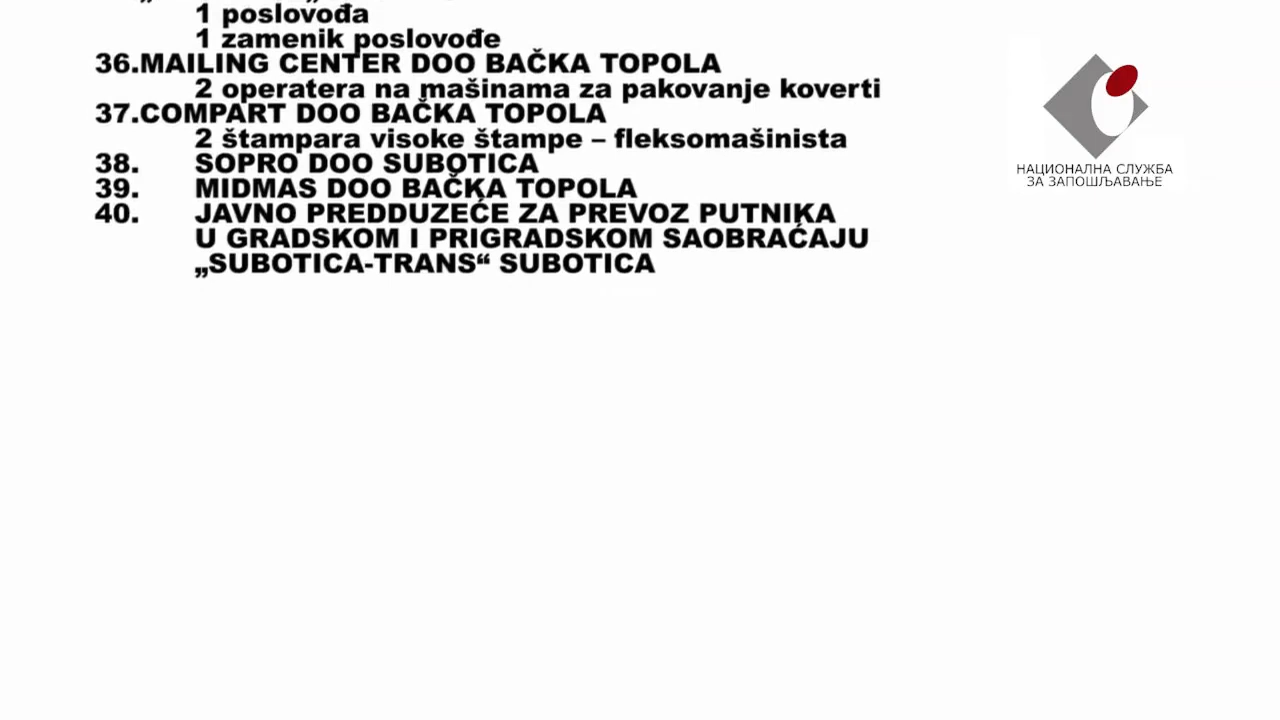 1 poslovođa
1 zamenik poslovođe
36.MAILING CENTER DOO BAČKA TOPOLA
2 operatera na mašinama za pakovanje koverti
37.COMPART DOO BAČKA TOPOLA
2 štampara visoke štampe – fleksomašinista
38. SOPRO DOO SUBOTICA
39. MIDMAS DOO BAČKA TOPOLA
40. JAVNO PREDDUZEĆE ZA PREVOZ PUTNIKA
U GRADSKOM I PRIGRADSKOM SAOBRAĆAJU
„SUBOTICA-TRANS“ SUBOTICA
НАЦИОНАЛНА СЛУЖБА
ЗА ЗАПОШЉАВАЊЕ